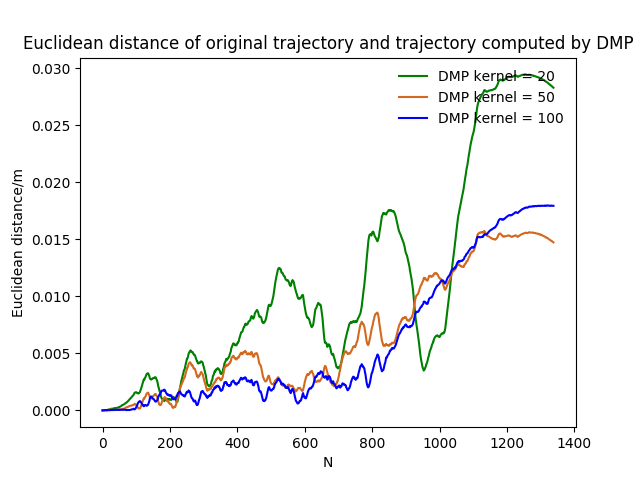 Euclidean distance of original trajectory and trajectory computed by DMP
0.030
0.025
0.020
0.015
0.010
0.005
0.000
Euclidean distance/m
DMP kernel = 20
DMP kernel = 50
DMP kernel = 100
0 200 400 600 800 1000 1200 1400
N